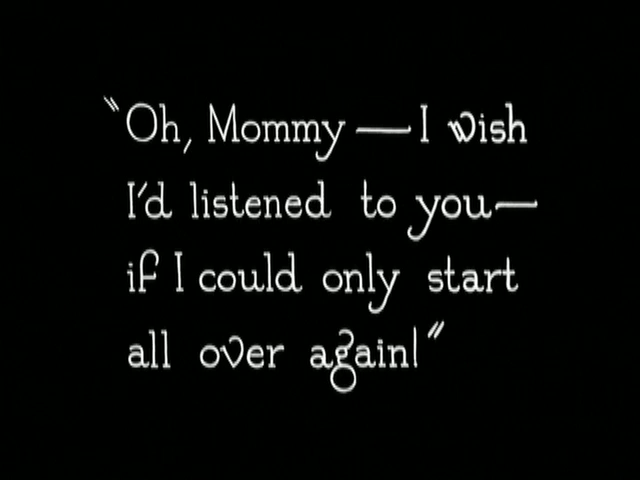 "Oh, Mommy — I wish
I'd listened to you —
if I could only start
all over again!"